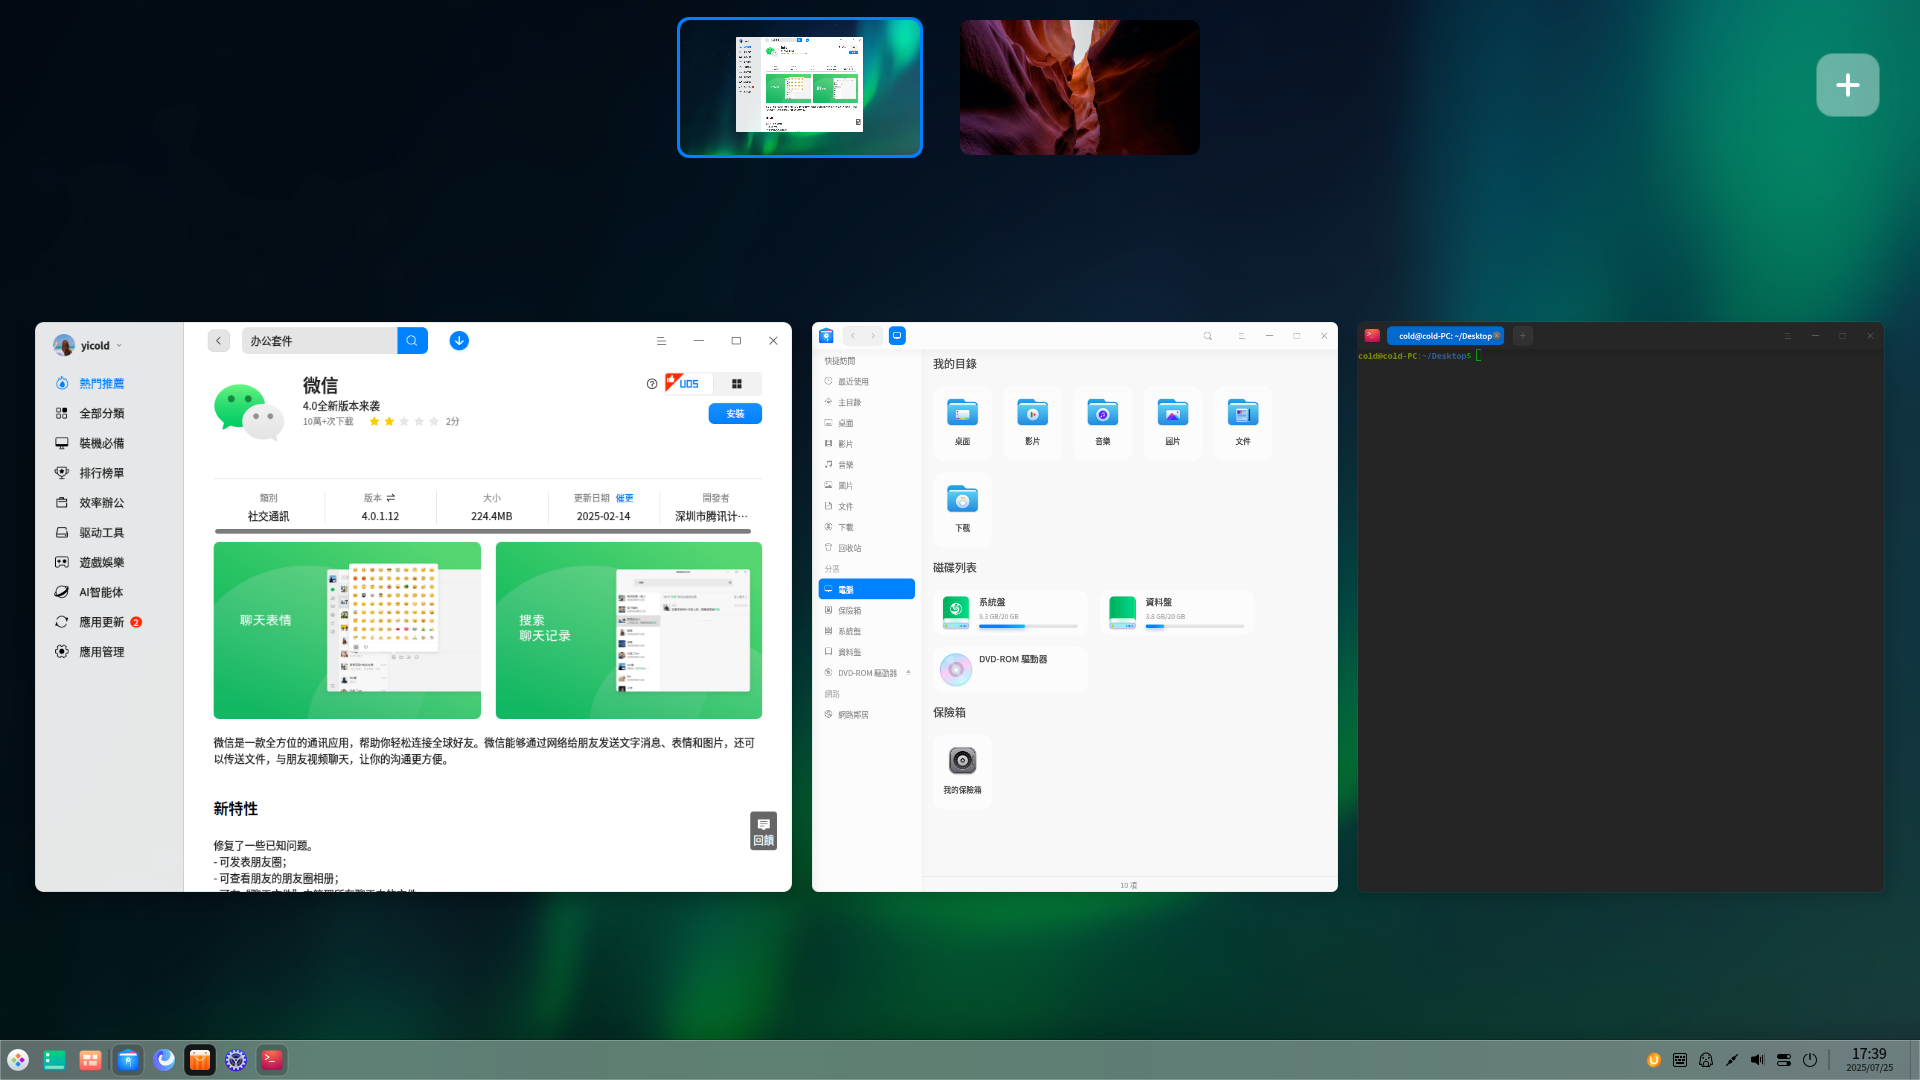 yicold
熱門推薦
全部分類
裝機必備
排行榜單
效率辦公
驱动工具
遊戲娛樂
AI智能体
應用更新 2
應用管理
办公套件
微信
4.0全新版本来袭
10萬+次下載
2分
UOS
安裝
類別
社交通訊
版本
4.0.1.12
大小
224.4MB
更新日期 催更
2025-02-14
開發者
深圳市腾讯计…
聊天表情
搜索
聊天记录
微信是一款全方位的通讯应用，帮助你轻松连接全球好友。微信能够通过网络给朋友发送文字消息、表情和图片，还可
以传送文件，与朋友视频聊天，让你的沟通更方便。
新特性
修复了一些已知问题。
- 可发表朋友圈；
- 可查看朋友的朋友圈相册；
回饋
快捷訪問
最近使用
主目錄
桌面
影片
音樂
圖片
文件
下載
回收站
分區
電腦
保險箱
系統盤
資料盤
DVD-ROM 驅動器
網路
網路鄰居
我的目錄
桌面
影片
音樂
圖片
文件
下載
磁碟列表
系統盤
9.3 GB/20 GB
資料盤
3.8 GB/20 GB
DVD-ROM 驅動器
保險箱
我的保險箱
10 項
cold@cold-PC: ~/Desktop
cold@cold-PC:~/Desktop$
17:39
2025/07/25